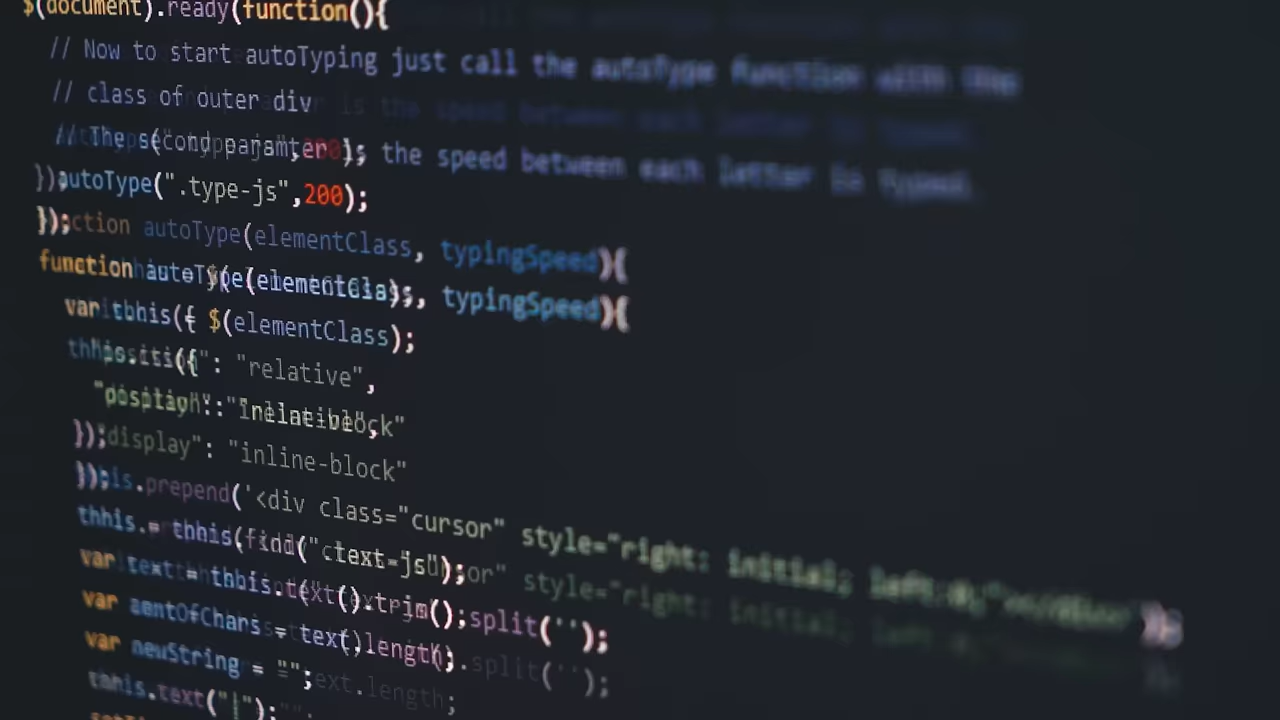 $(document).ready(function(){
// Now to start autoTyping just call the autoType function with the
// class of outer div
// The second paramter is the speed between each letter is typed.
autoType(".type-js",200);
});
function autoType(elementClass, typingSpeed){
var thhis = $(elementClass);
thhis.css({
"position": "relative",
"display": "inline-block"
});
thhis.prepend('<div class="cursor" style="right: initial; left:0;"></div>');
thhis = thhis.find(".text-js");
var text = thhis.text().trim().split('');
var amntOfChars = text.length;
var newString = "";
thhis.text("|");